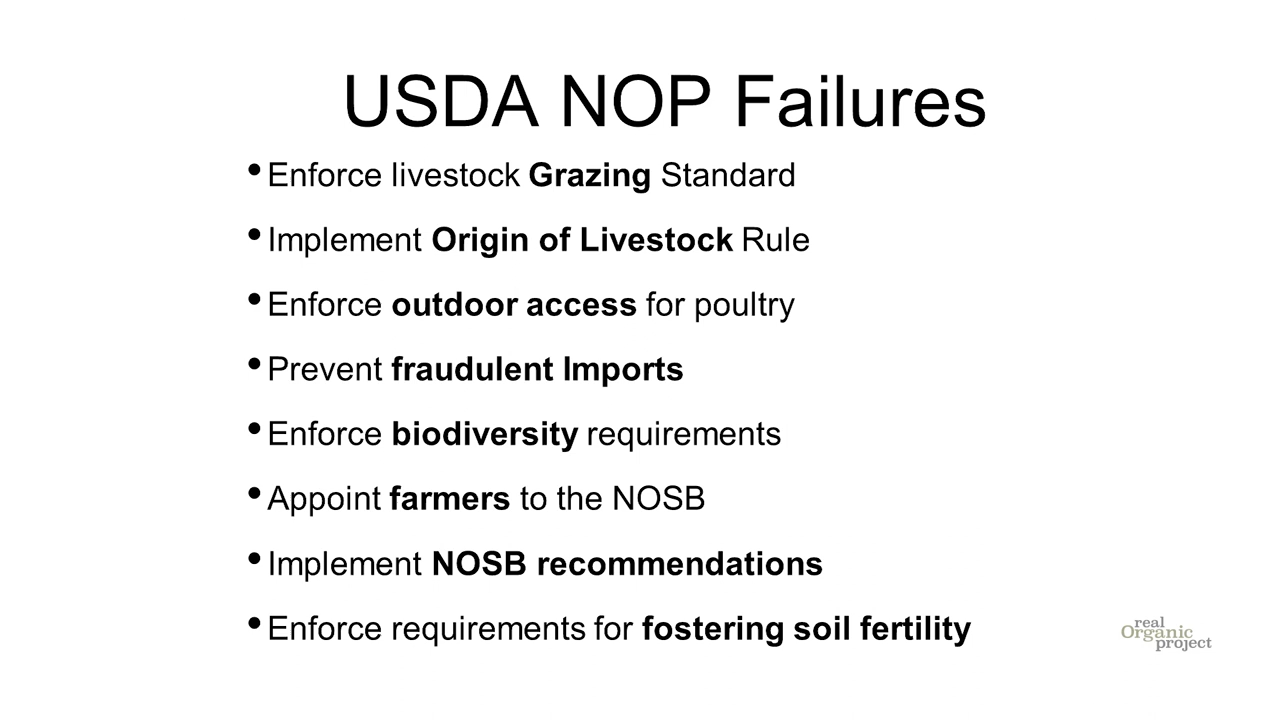 USDA NOP Failures
•Enforce livestock Grazing Standard
•Implement Origin of Livestock Rule
•Enforce outdoor access for poultry
•Prevent fraudulent Imports
•Enforce biodiversity requirements
•Appoint farmers to the NOSB
•Implement NOSB recommendations
•Enforce requirements for fostering soil fertility
real
Organic
project